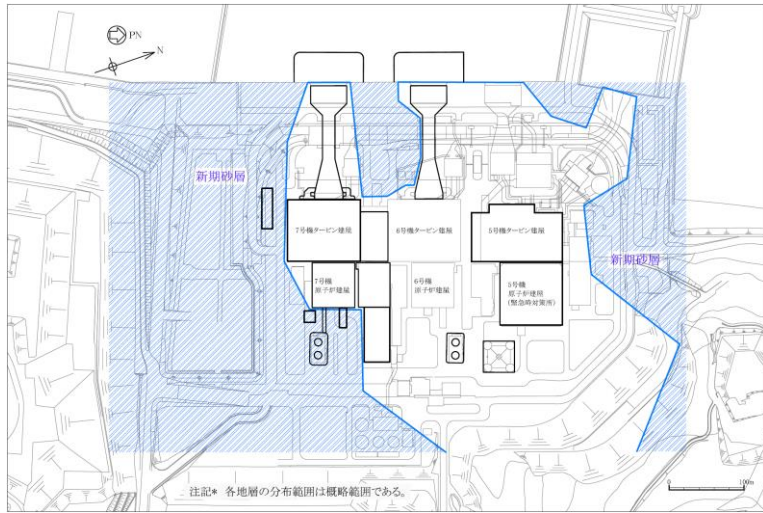 PN
N
新期砂層
7号機タービン建屋
6号機タービン建屋
5号機タービン建屋
新期砂層
7号機
原子炉建屋
6号機
原子炉建屋
5号機
原子炉建屋
(緊急時対策所)
注記* 各地層の分布範囲は概略範囲である。
0 100m